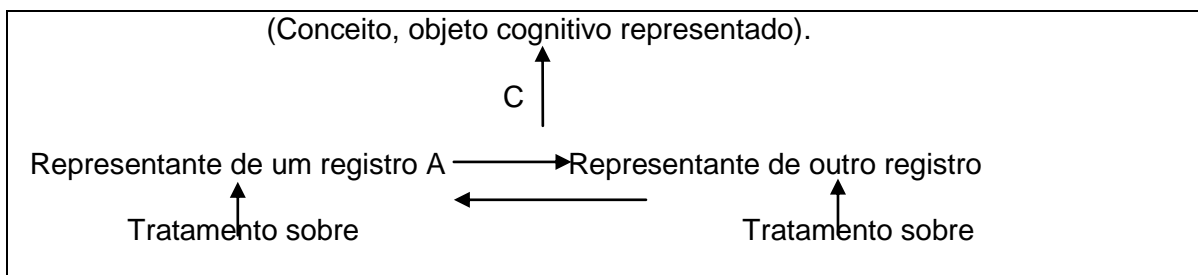 (Conceito, objeto cognitivo representado).
C
Representante de um registro A Representante de outro registro
Tratamento sobre Tratamento sobre